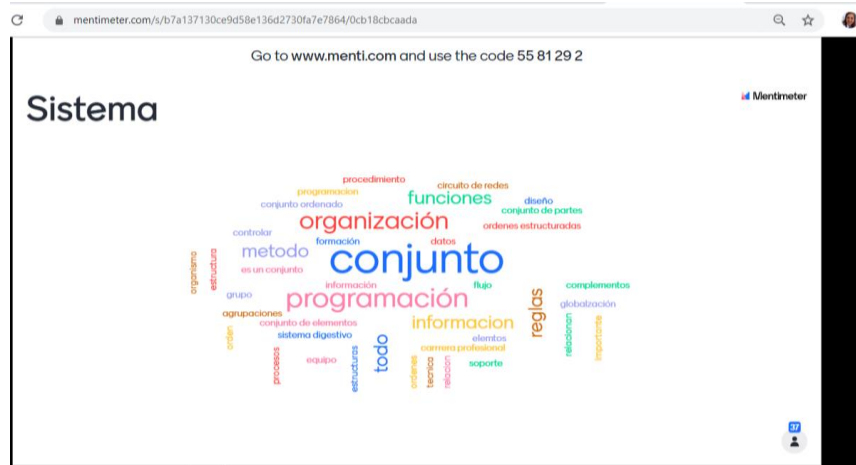 mentimeter.com/s/b7a137130ce9d58e136d2730fa7e7864/0cb18cbcaada
Go to www.menti.com and use the code 55 81 29 2
Mentimeter
Sistema
procedimiento
programacion
circuito de redes
funciones
conjunto ordenado
diseño
conjunto de partes
organización
ordenes estructuradas
controlar
formación
datos
metodo
conjunto
organismo
estructura
es un conjunto
información
flujo
complementos
grupo
programación
reglas
globalzación
agrupaciones
conjunto de elementos
informacion
relacionan
importante
orden
sistema digestivo
todo
elemtos
carrera profesional
procesos
equipo
estructuras
ordenes
tecnica
relacion
soporte
37